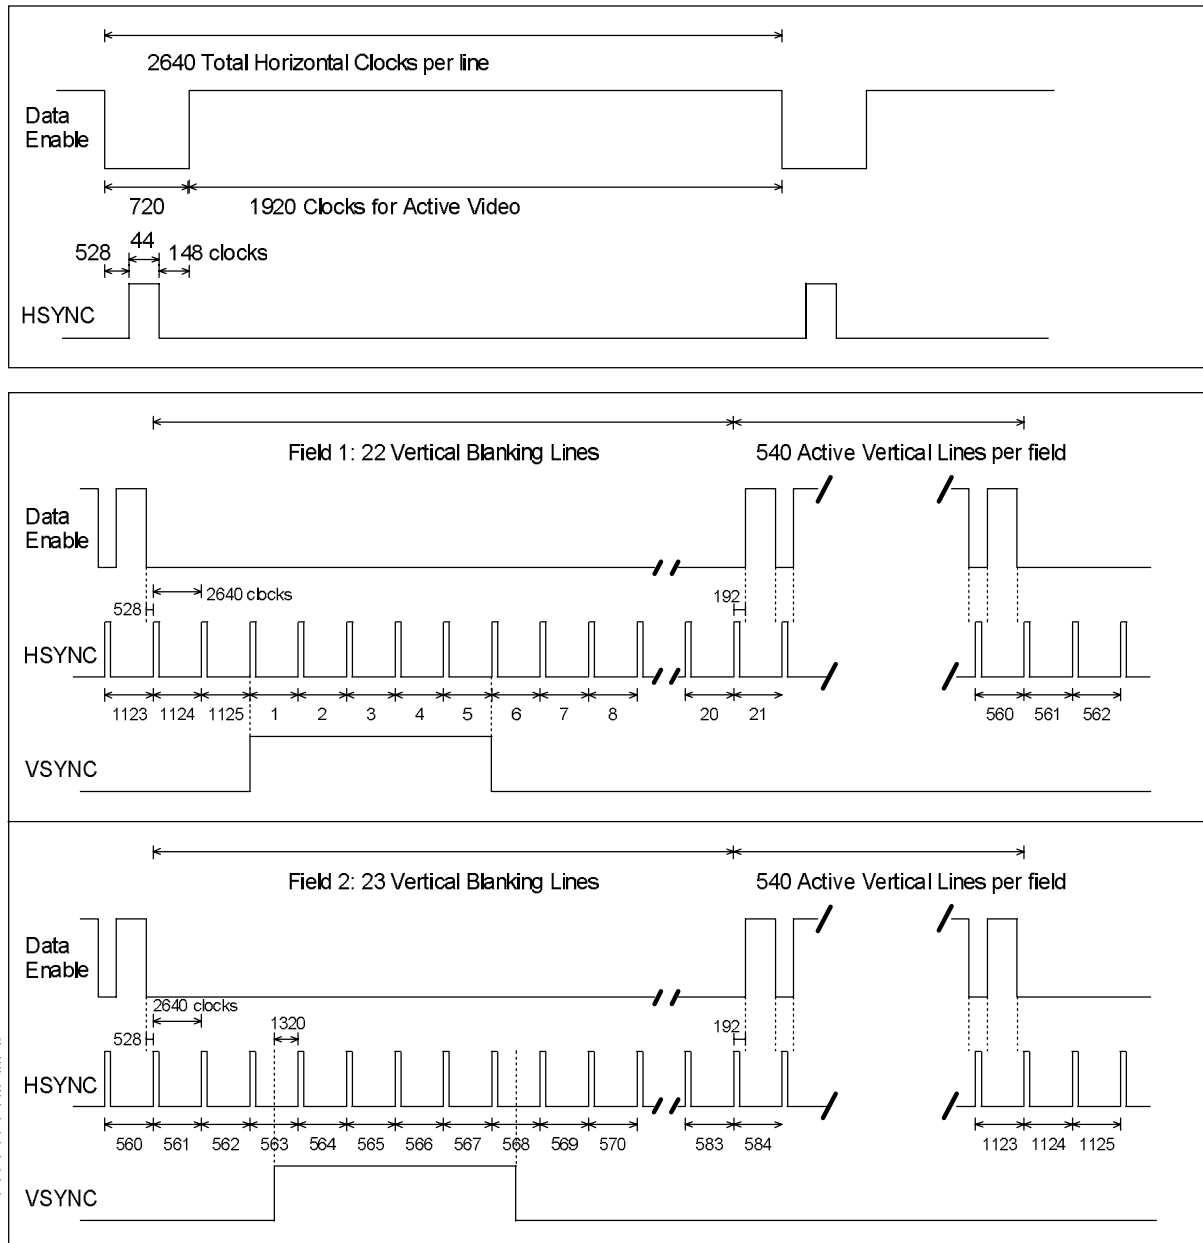 2640 Total Horizontal Clocks per line
Data
Enable
720
1920 Clocks for Active Video
528
44
148 clocks
HSYNC
Field 1: 22 Vertical Blanking Lines
540 Active Vertical Lines per field
Data
Enable
528
2640 clocks
192
HSYNC
1123 1124 1125 1 2 3 4 5 6 7 8 20 21 560 561 562
VSYNC
Field 2: 23 Vertical Blanking Lines
540 Active Vertical Lines per field
Data
Enable
2640 clocks
528
1320
192
HSYNC
560 561 562 563 564 565 566 567 568 569 570 583 584 1123 1124 1125
VSYNC